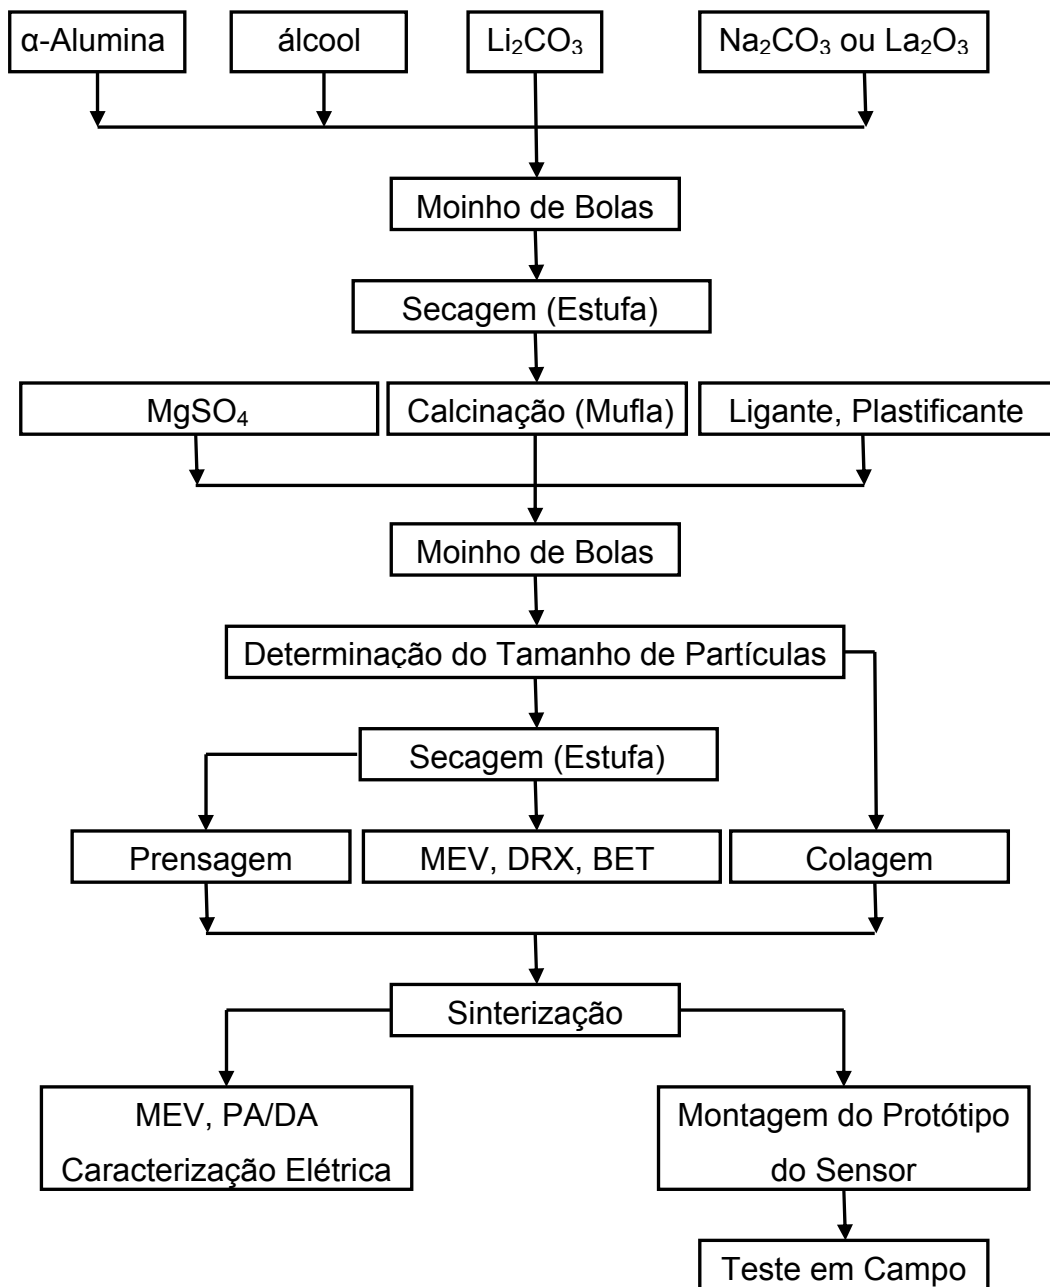 α-Alumina
álcool
Li₂CO₃
Na₂CO₃ ou La₂O₃
Moinho de Bolas
Secagem (Estufa)
MgSO₄
Calcinação (Mufla)
Ligante, Plastificante
Moinho de Bolas
Determinação do Tamanho de Partículas
Secagem (Estufa)
Prensagem
MEV, DRX, BET
Colagem
Sinterização
MEV, PA/DA
Caracterização Elétrica
Montagem do Protótipo
do Sensor
Teste em Campo